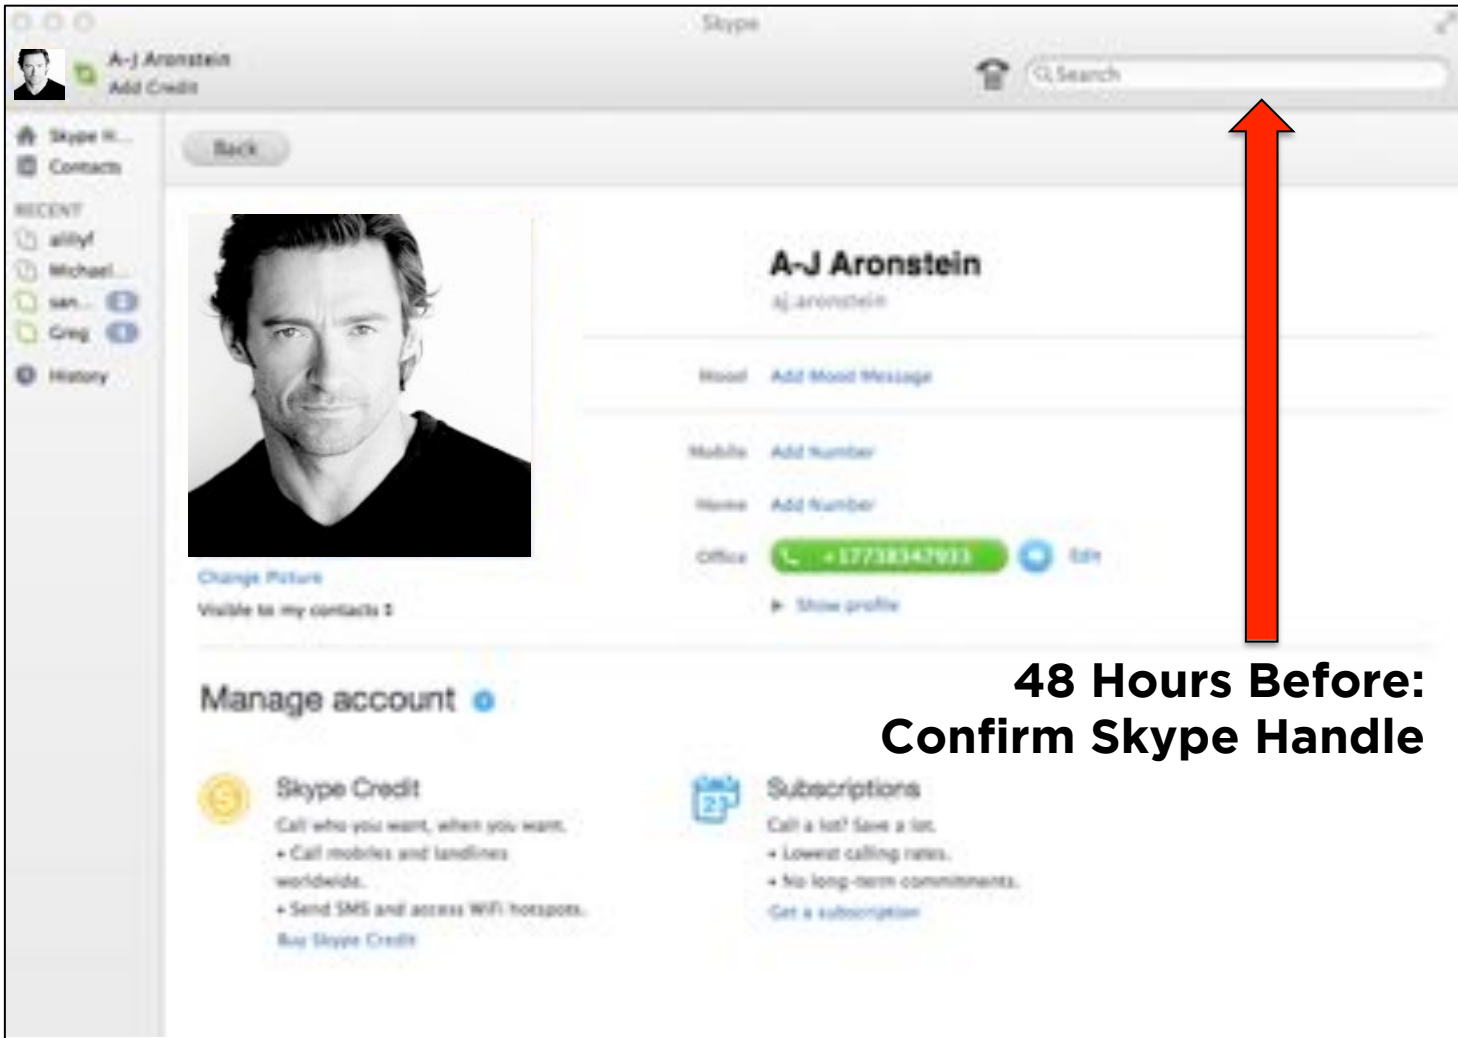 Skype
A-J Aronstein
Add Credit
Search
Skype H...
Contacts
Back
RECENT
alillyf
Michael...
san...
Greg
History
A-J Aronstein
aj.aronstein
Mood Add Mood Message
Mobile Add Number
Home Add Number
Office +17738347933 Edit
Show profile
Change Picture
Visible to my contacts
48 Hours Before:
Confirm Skype Handle
Manage account
Skype Credit
Call who you want, when you want.
• Call mobiles and landlines
worldwide.
• Send SMS and access WiFi hotspots.
Buy Skype Credit
23
Subscriptions
Call a lot? Save a lot.
• Lowest calling rates.
• No long-term commitments.
Get a subscription